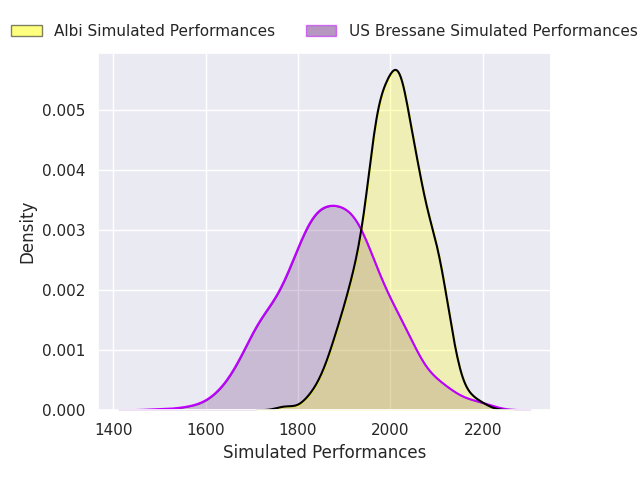 Albi Simulated Performances US Bressane Simulated Performances
0.005
0.004
0.003
0.002
0.001
0.000
Density
1400 1600 1800 2000 2200
Simulated Performances